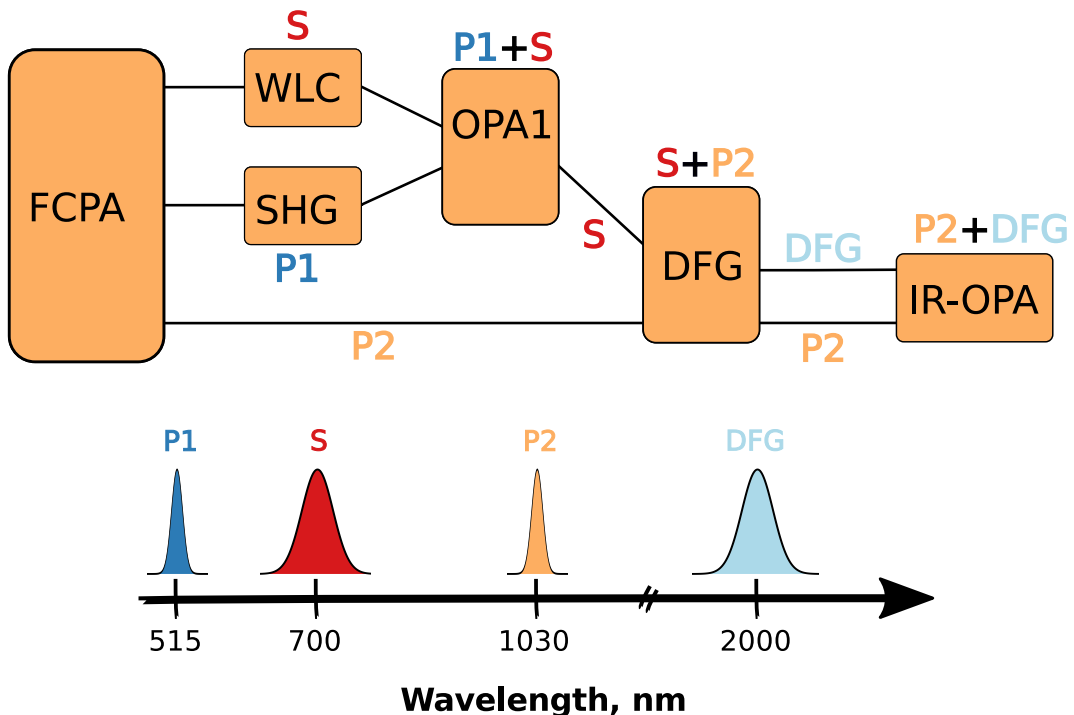 S
P1+S
WLC
OPA1
S+P2
FCPA
SHG
S
DFG
P2+DFG
P1
DFG
IR-OPA
P2
P2
P1
S
P2
DFG
515
700
1030
2000
Wavelength, nm